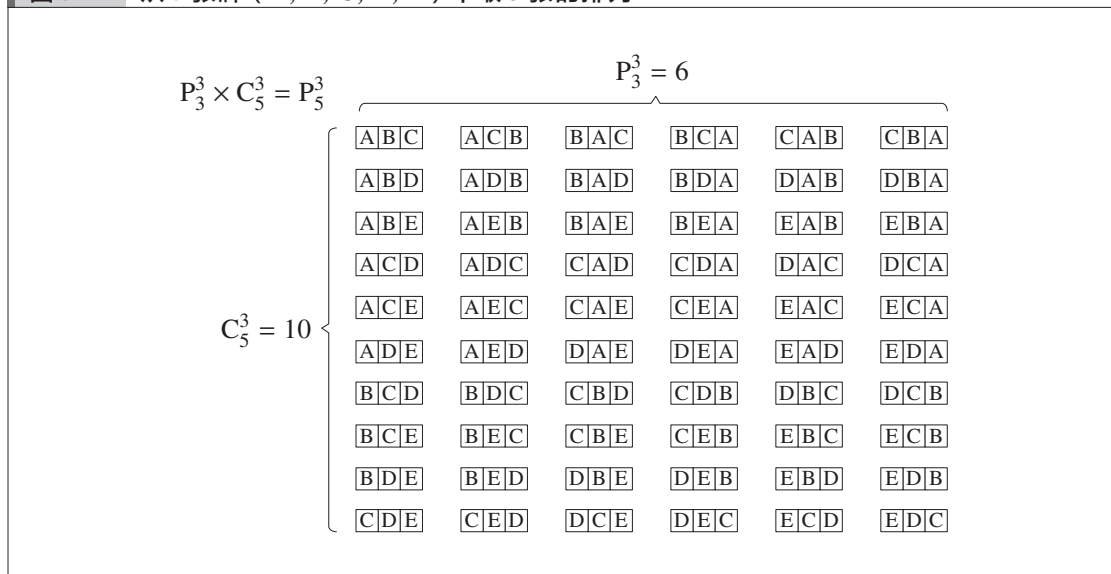 P₃³ = 6
P₃³ × C₅³ = P₅³
C₅³ = 10
ABC ACB BAC BCA CAB CBA
ABD ADB BAD BDA DAB DBA
ABE AEB BAE BEA EAB EBA
ACD ADC CAD CDA DAC DCA
ACE AEC CAE CEA EAC ECA
ADE AED DAE DEA EAD EDA
BCD BDC CBD CDB DBC DCB
BCE BEC CBE CEB EBC ECB
BDE BED DBE DEB EBD EDB
CDE CED DCE DEC ECD EDC